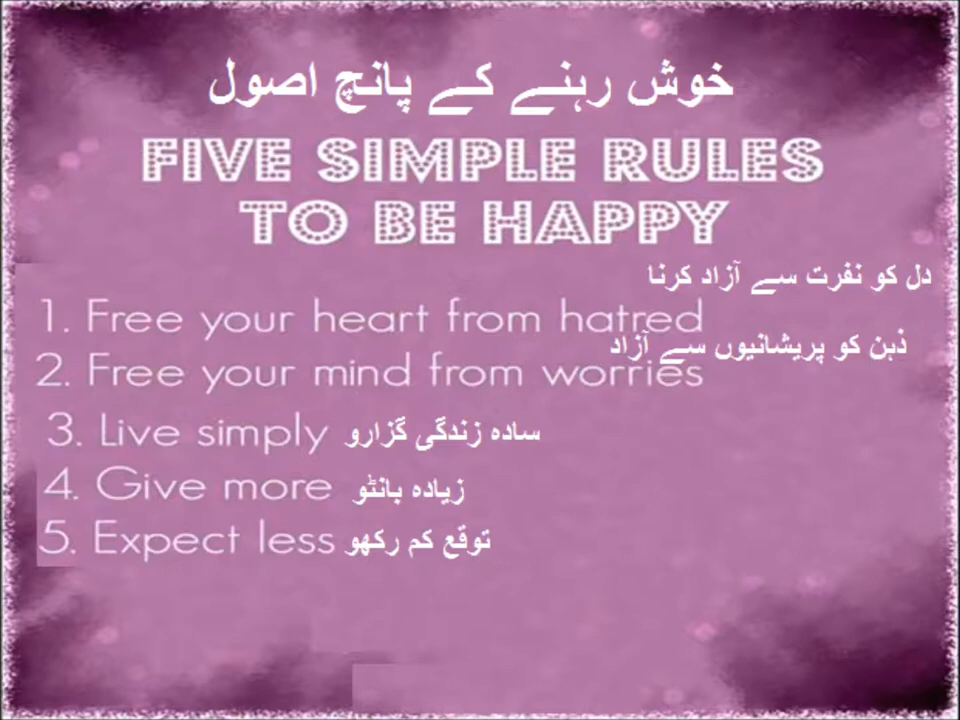 خوش رہنے کے پانچ اصول
FIVE SIMPLE RULES
TO BE HAPPY
دل کو نفرت سے آزاد کرنا
1. Free your heart from hatred
ذہن کو پریشانیوں سے آزاد
2. Free your mind from worries
3. Live simply سادہ زندگی گزارو
4. Give more زیادہ بانٹو
5. Expect less توقع کم رکھو